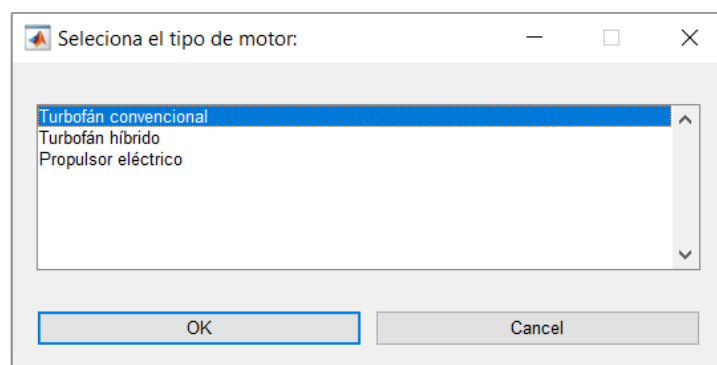 Seleciona el tipo de motor:
Turbofán convencional
Turbofán híbrido
Propulsor eléctrico
OK
Cancel